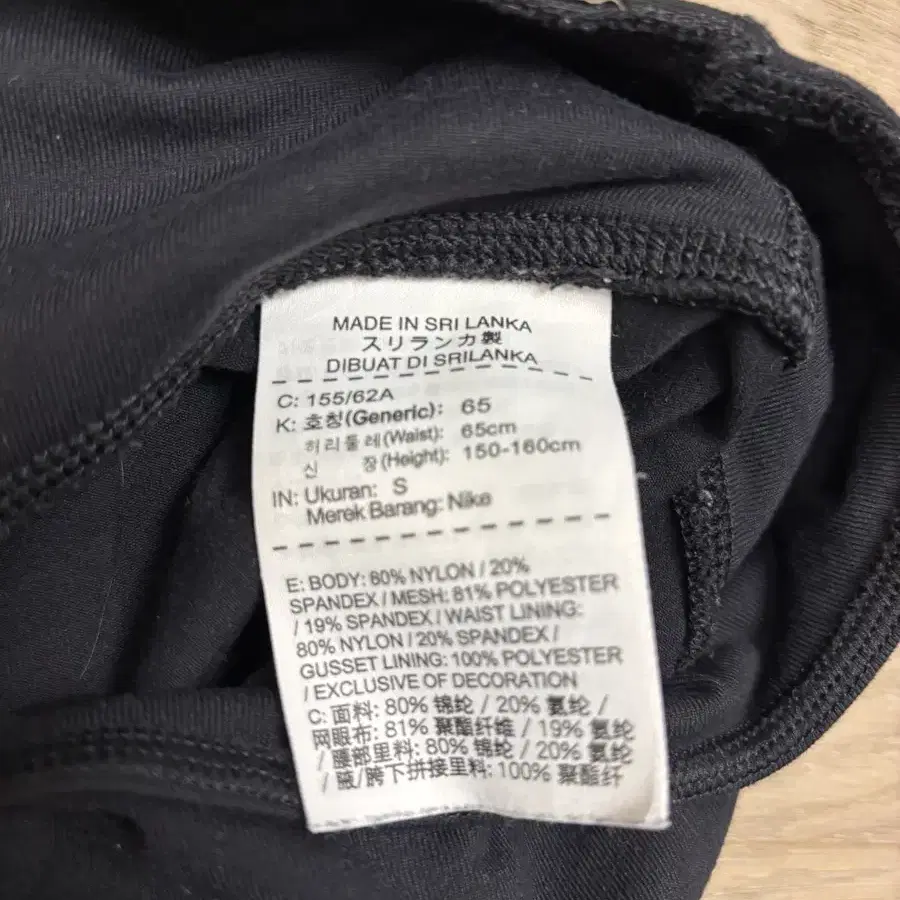 MADE IN SRI LANKA
スリランカ製
DIBUAT DI SRILANKA
C: 155/62A
K: 호칭(Generic): 65
허리둘레(Waist): 65cm
신 장(Height): 150-160cm
IN: Ukuran: S
Merek Barang: Nike
E: BODY: 80% NYLON / 20%
SPANDEX / MESH: 81% POLYESTER
/ 19% SPANDEX / WAIST LINING:
80% NYLON / 20% SPANDEX /
GUSSET LINING: 100% POLYESTER
/ EXCLUSIVE OF DECORATION
C: 面料: 80% 锦纶 / 20% 氨纶 /
网眼布: 81% 聚酯纤维 / 19% 氨纶
/ 腰部里料: 80% 锦纶 / 20% 氨纶
/ 腋/胯下拼接里料: 100% 聚酯纤